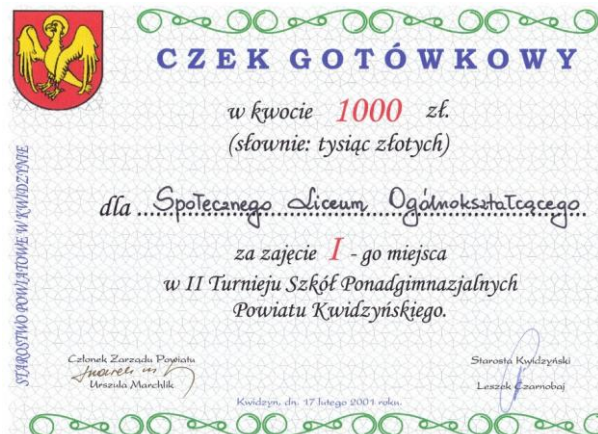 CZEK GOTÓWKOWY
w kwocie 1000 zł.
(słownie: tysiąc złotych)
dla Społecznego Liceum Ogólnokształcącego
za zajęcie I - go miejsca
w II Turnieju Szkół Ponadgimnazjalnych
Powiatu Kwidzyńskiego.
STAROSTWO POWIATOWE W KWIDZYNIE
Członek Zarządu Powiatu
Urszula Marchlik
Starosta Kwidzyński
Leszek Czarnobaj
Kwidzyn, dn. 17 lutego 2001 roku.